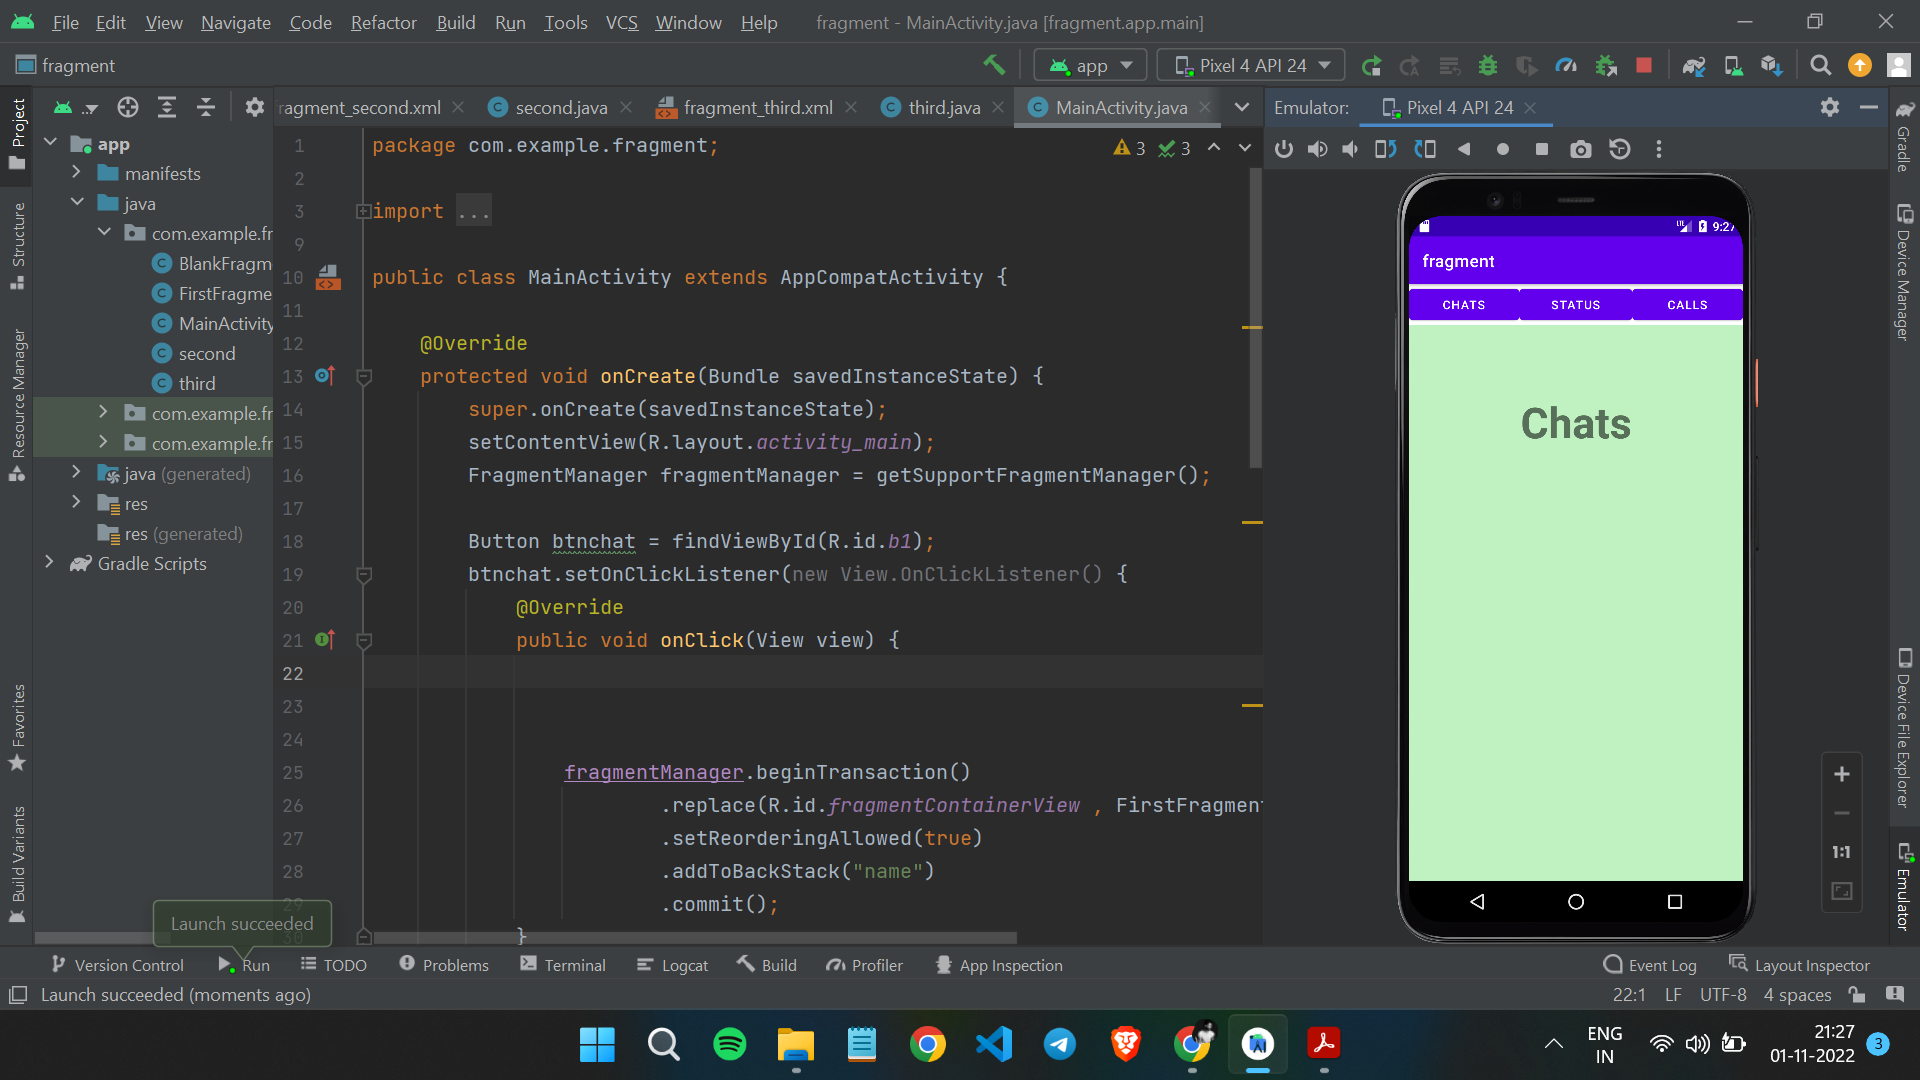 File Edit View Navigate Code Refactor Build Run Tools VCS Window Help fragment - MainActivity.java [fragment.app.main]
fragment app Pixel 4 API 24
ragment_second.xml second.java fragment_third.xml third.java MainActivity.java Emulator: Pixel 4 API 24
Project
Structure
Resource Manager
Favorites
Build Variants
app
manifests
java
com.example.fr
BlankFragm
FirstFragme
MainActivity
second
third
com.example.fr
com.example.fr
java (generated)
res
res (generated)
Gradle Scripts
3 3
1 package com.example.fragment;
2
3 import ...
9
10 public class MainActivity extends AppCompatActivity {
11
12 @Override
13 protected void onCreate(Bundle savedInstanceState) {
14 super.onCreate(savedInstanceState);
15 setContentView(R.layout.activity_main);
16 FragmentManager fragmentManager = getSupportFragmentManager();
17
18 Button btnchat = findViewById(R.id.b1);
19 btnchat.setOnClickListener(new View.OnClickListener() {
20 @Override
21 public void onClick(View view) {
22
23
24
25 fragmentManager.beginTransaction()
26 .replace(R.id.fragmentContainerView , FirstFragment
27 .setReorderingAllowed(true)
28 .addToBackStack("name")
29 .commit();
30 }
LTE 9:27
fragment
CHATS STATUS CALLS
Chats
1:1
Gradle
Device Manager
Device File Explorer
Emulator
Launch succeeded
Version Control Run TODO Problems Terminal Logcat Build Profiler App Inspection Event Log Layout Inspector
Launch succeeded (moments ago) 22:1 LF UTF-8 4 spaces
ENG
IN
21:27
01-11-2022
3